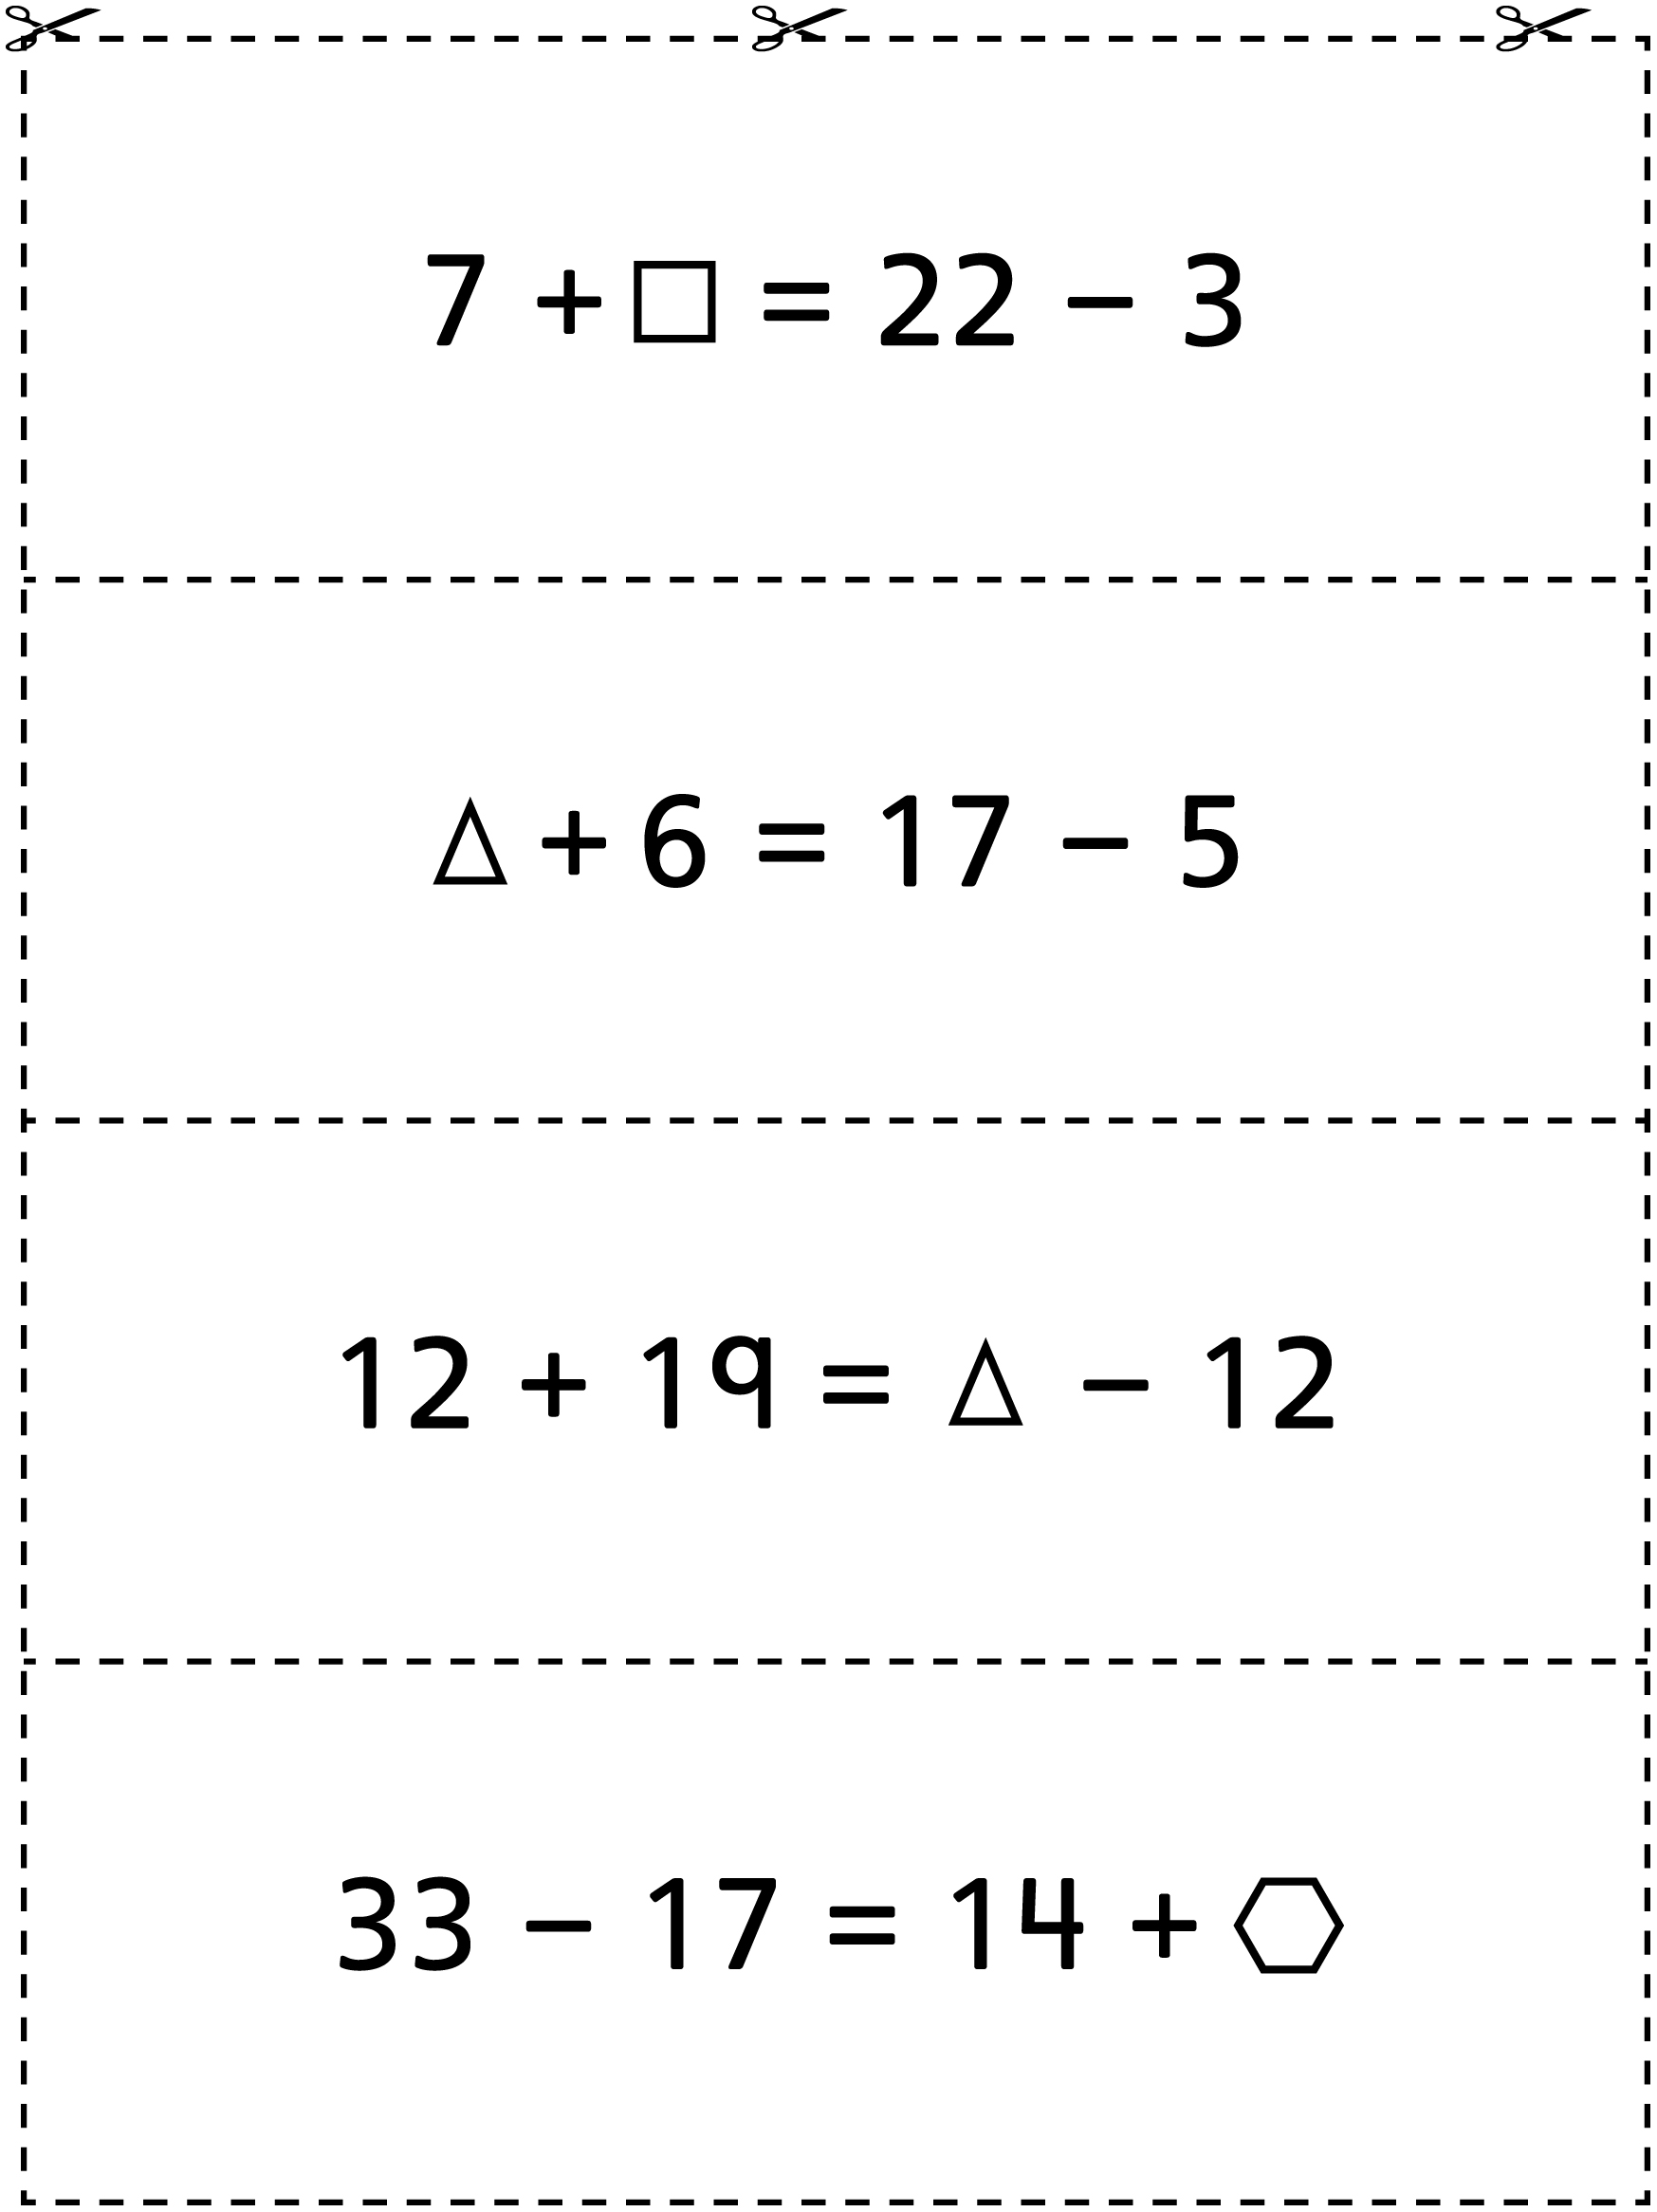 7 + □ = 22 − 3
△ + 6 = 17 − 5
12 + 19 = △ − 12
33 − 17 = 14 + ⬡